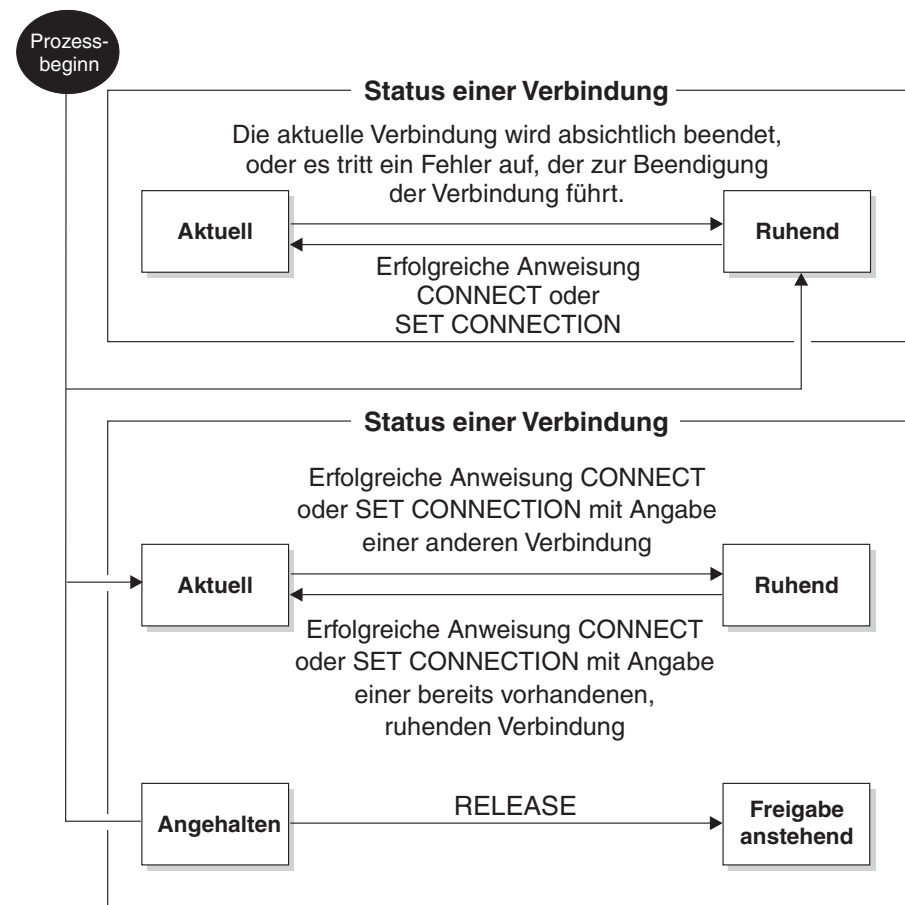 Prozess-
beginn
Status einer Verbindung
Die aktuelle Verbindung wird absichtlich beendet,
oder es tritt ein Fehler auf, der zur Beendigung
der Verbindung führt.
Aktuell
Ruhend
Erfolgreiche Anweisung
CONNECT oder
SET CONNECTION
Status einer Verbindung
Erfolgreiche Anweisung CONNECT
oder SET CONNECTION mit Angabe
einer anderen Verbindung
Aktuell
Ruhend
Erfolgreiche Anweisung CONNECT
oder SET CONNECTION mit Angabe
einer bereits vorhandenen,
ruhenden Verbindung
Angehalten
RELEASE
Freigabe
anstehend